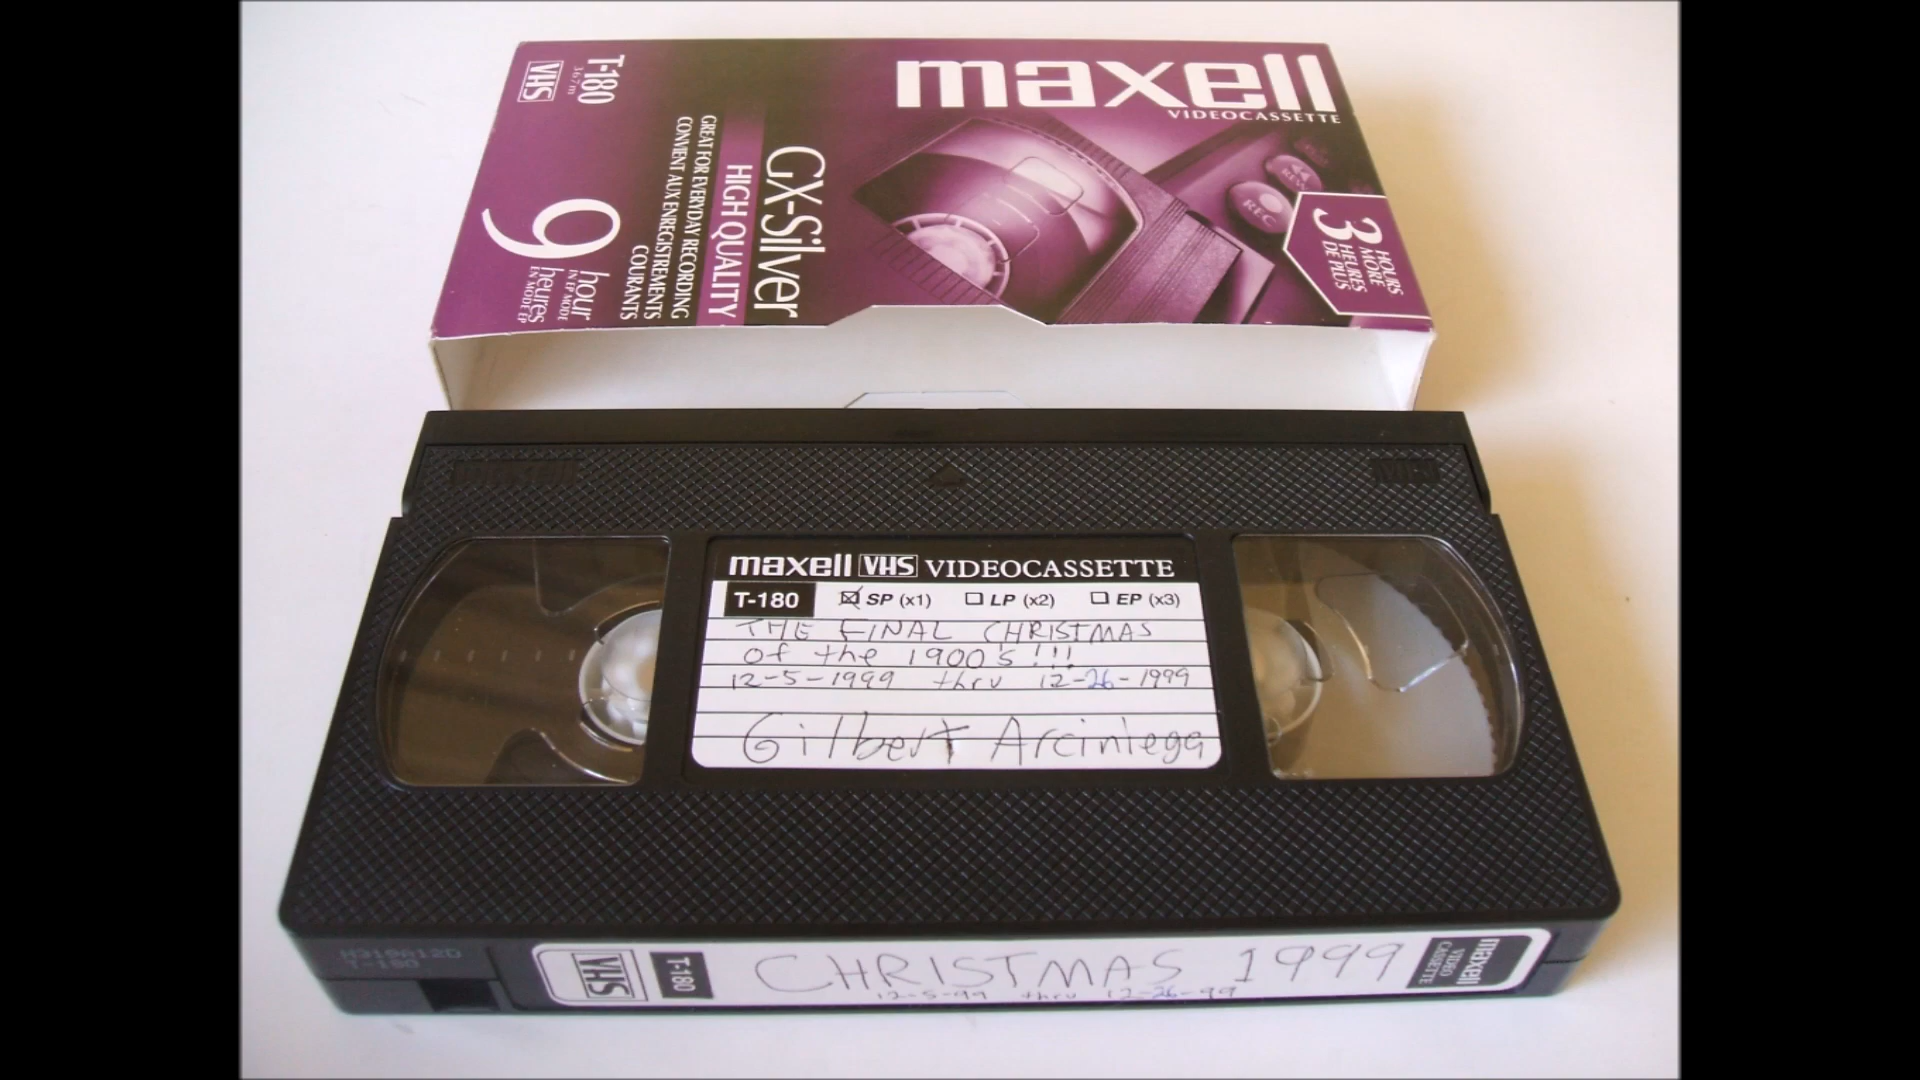 maxell
VIDEOCASSETTE
T-180
367m
VHS
GX-Silver
HIGH QUALITY
GREAT FOR EVERYDAY RECORDING
CONVIENT AUX ENREGISTREMENTS
COURANTS
9 hour
IN EP MODE
heures
EN MODE EP
REW
REC
3 HOURS
MORE
HEURES
DE PLUS
maxell VHS VIDEOCASSETTE
T-180 SP (x1) LP (x2) EP (x3)
THE FINAL CHRISTMAS
of the 1900's!!!
12-5-1999 thru 12-26-1999
Gilbert Arciniega
T-180
VHS
T-180
CHRISTMAS 1999
12-5-99 thru 12-26-99
maxell
VIDEO
CASSETTE